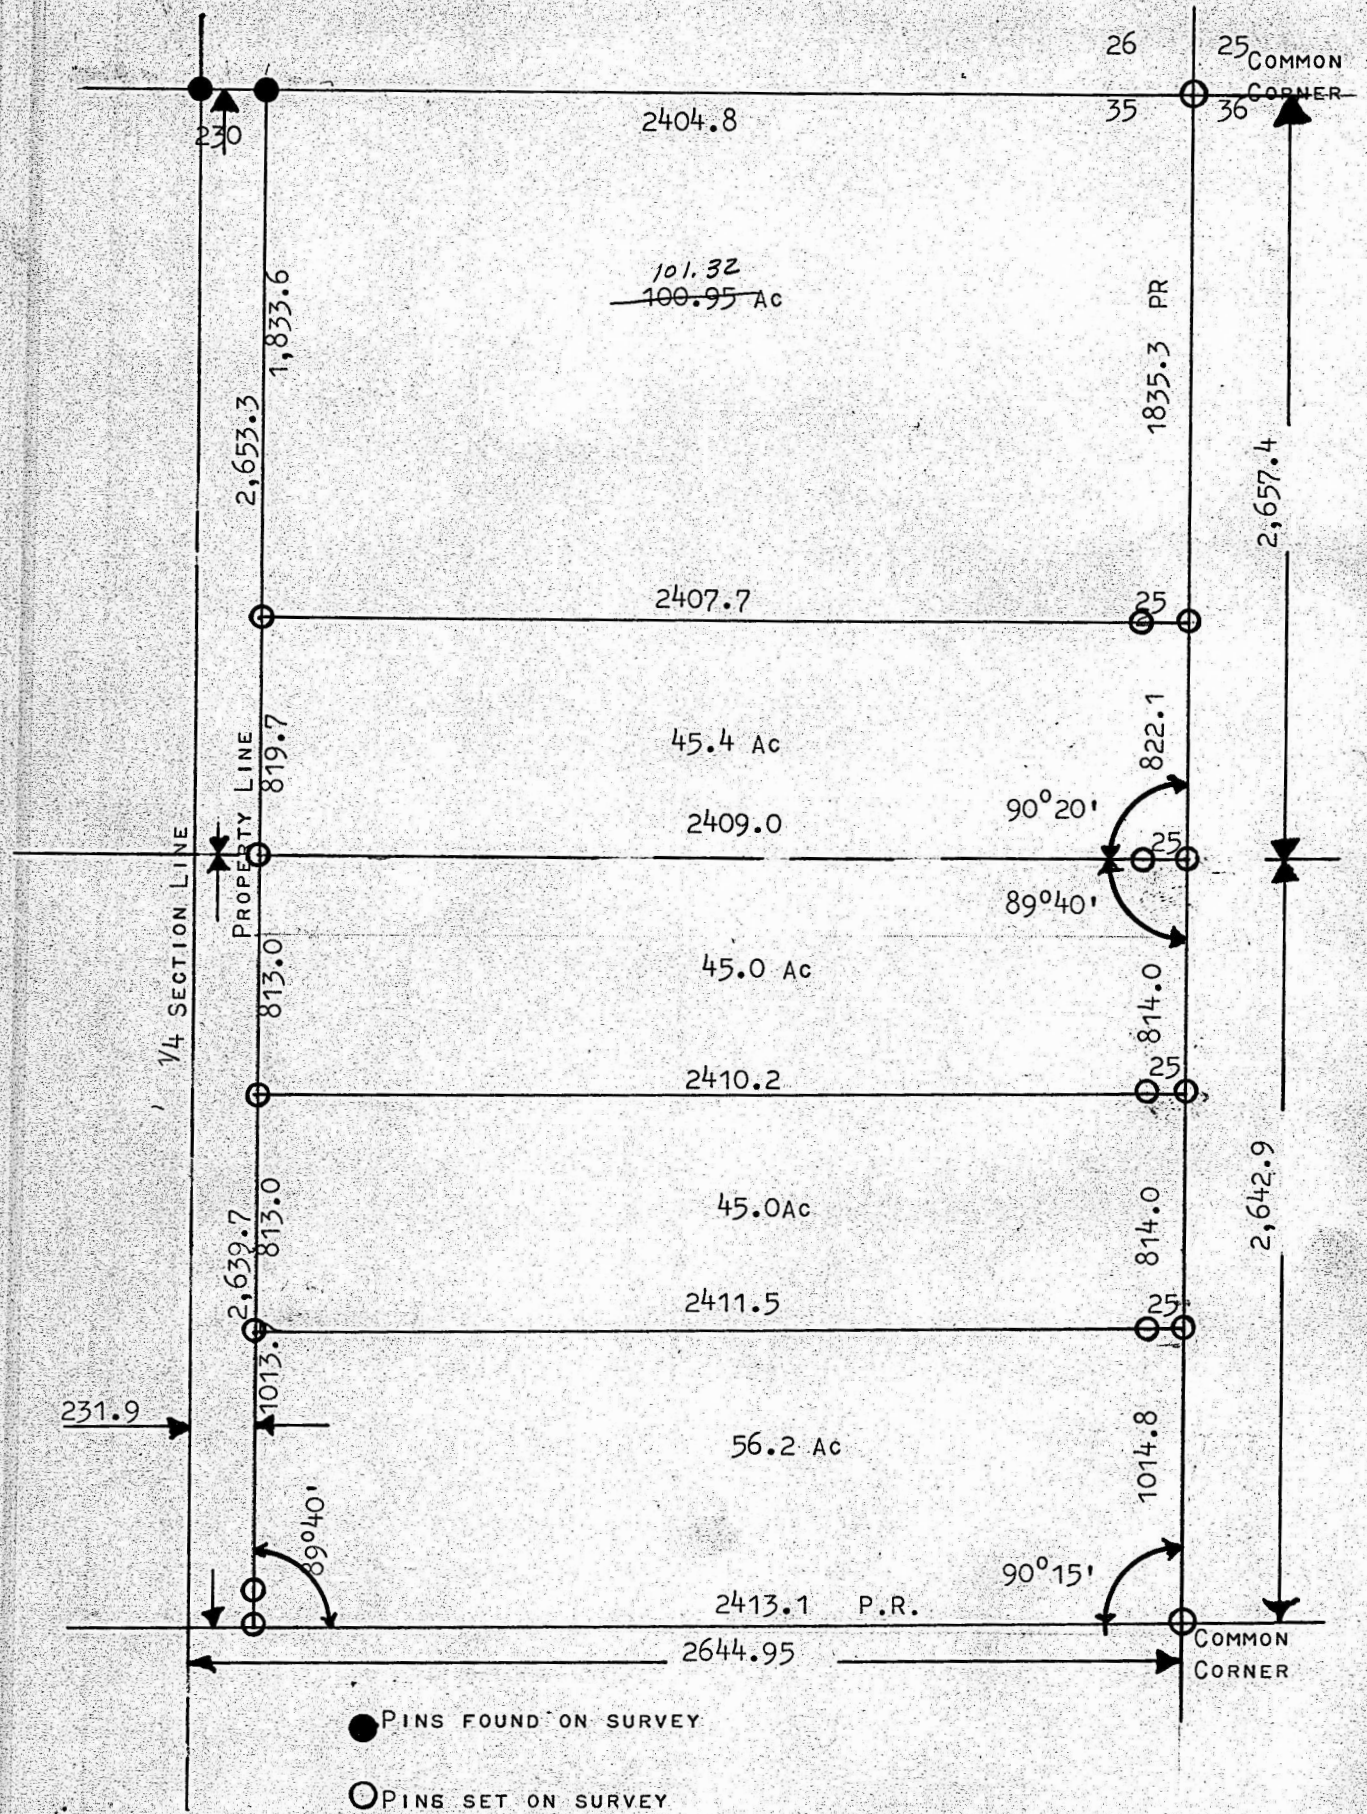 26
25 COMMON
CORNER
35
36
230
2404.8
101.32
100.95 AC
1,833.6
1835.3 PR
2,653.3
2,657.4
2407.7
25
819.7
822.1
45.4 AC
PROPERTY LINE
2409.0
90°20'
25
1/4 SECTION LINE
89°40'
813.0
45.0 AC
814.0
2410.2
25
813.0
45.0AC
814.0
2,639.7
2,642.9
2411.5
25
1013.
231.9
56.2 AC
1014.8
89°40'
90°15'
2413.1 P.R.
2644.95
COMMON
CORNER
PINS FOUND ON SURVEY
PINS SET ON SURVEY